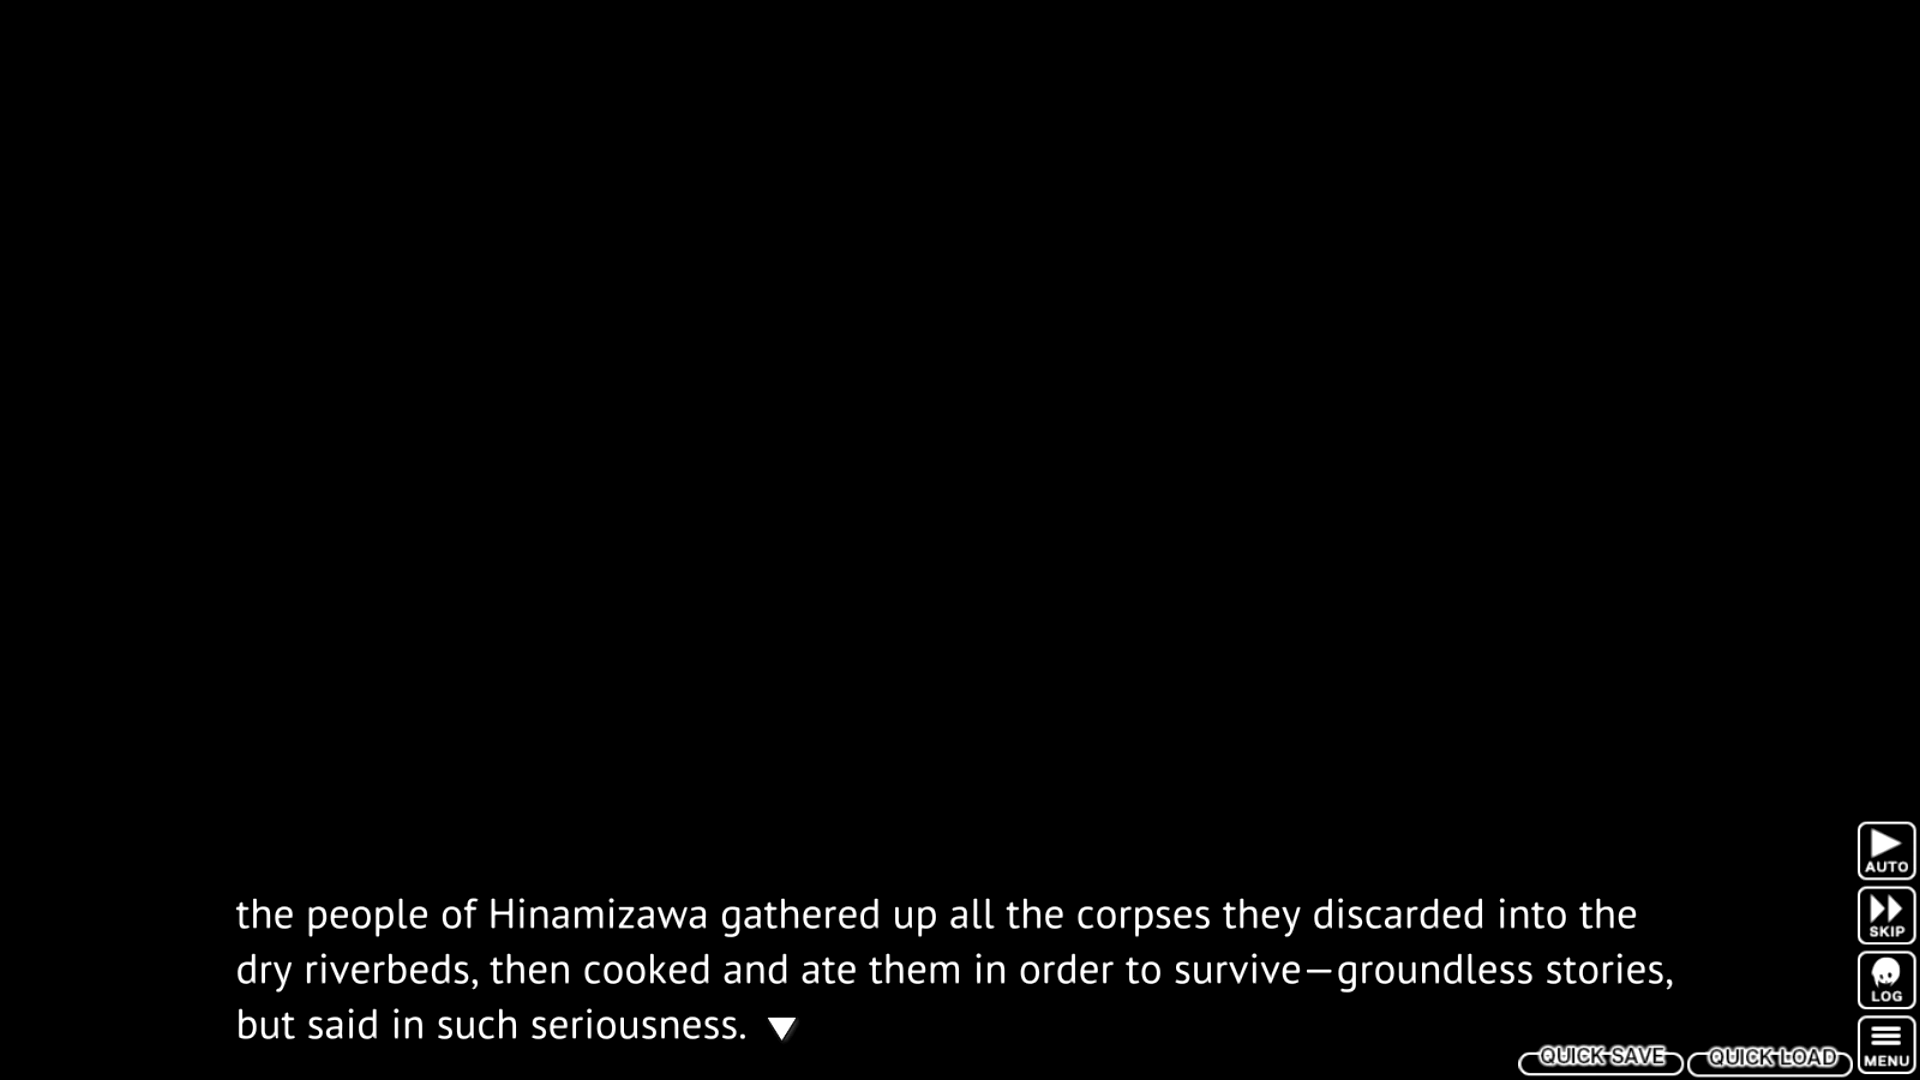 the people of Hinamizawa gathered up all the corpses they discarded into the
dry riverbeds, then cooked and ate them in order to survive—groundless stories,
but said in such seriousness.
AUTO
SKIP
LOG
MENU
QUICK SAVE
QUICK LOAD